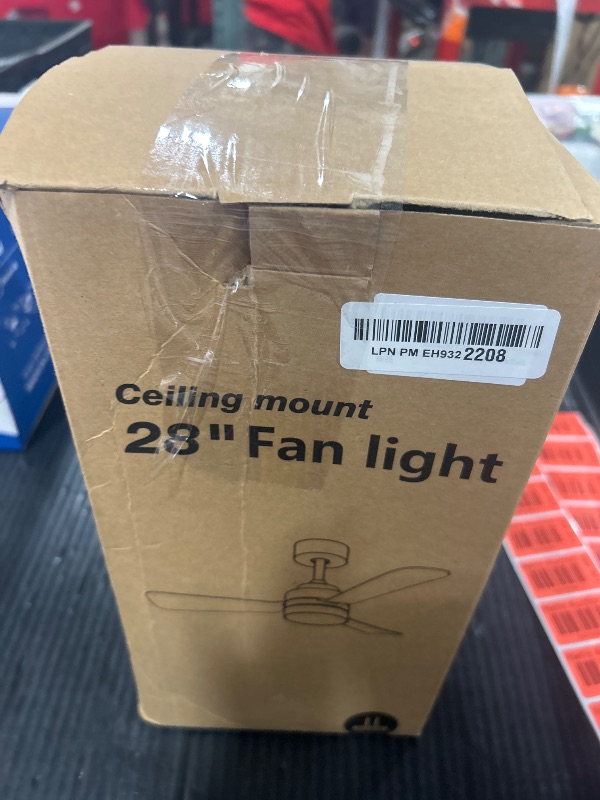 LPN PM EH932 2208
Ceiling mount
28" Fan light